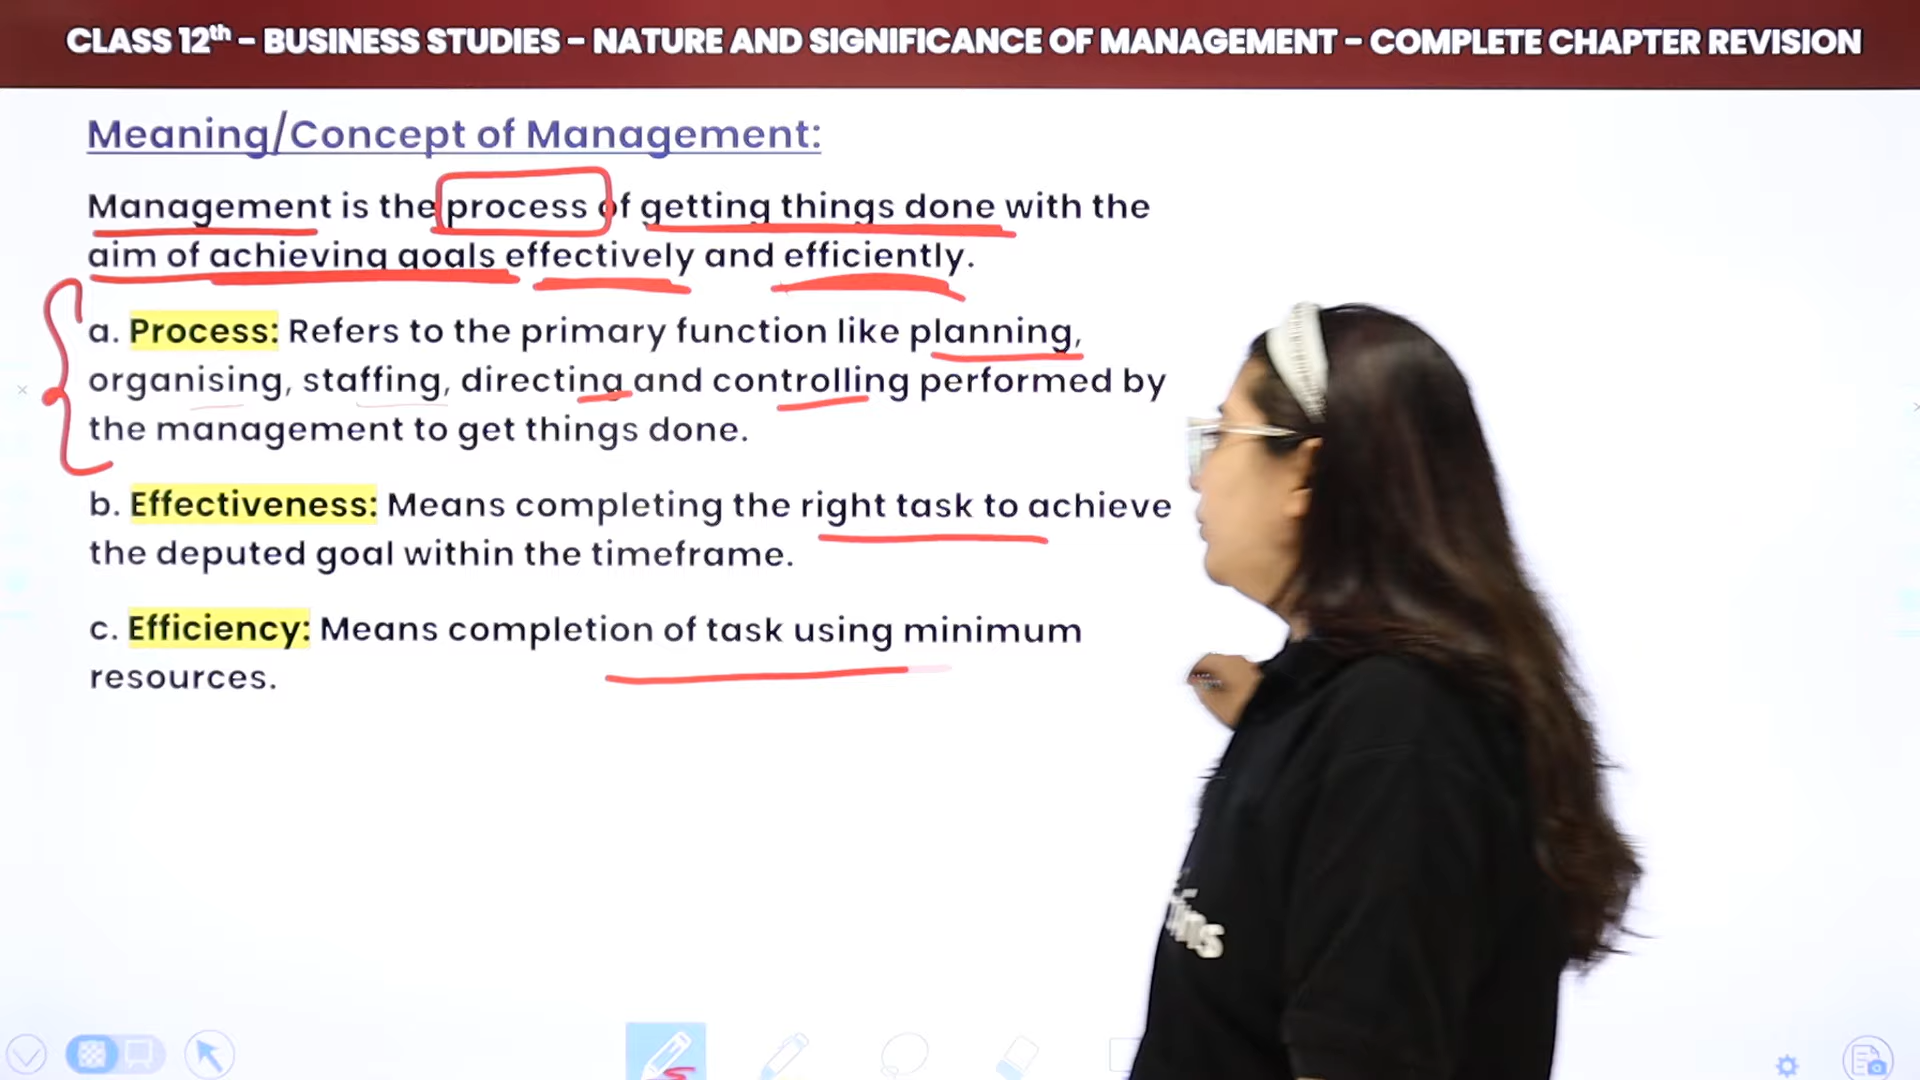 CLASS 12th - BUSINESS STUDIES - NATURE AND SIGNIFICANCE OF MANAGEMENT - COMPLETE CHAPTER REVISION
Meaning/Concept of Management:
Management is the process of getting things done with the
aim of achieving goals effectively and efficiently.
a. Process: Refers to the primary function like planning,
organising, staffing, directing and controlling performed by
the management to get things done.
b. Effectiveness: Means completing the right task to achieve
the deputed goal within the timeframe.
c. Efficiency: Means completion of task using minimum
resources.